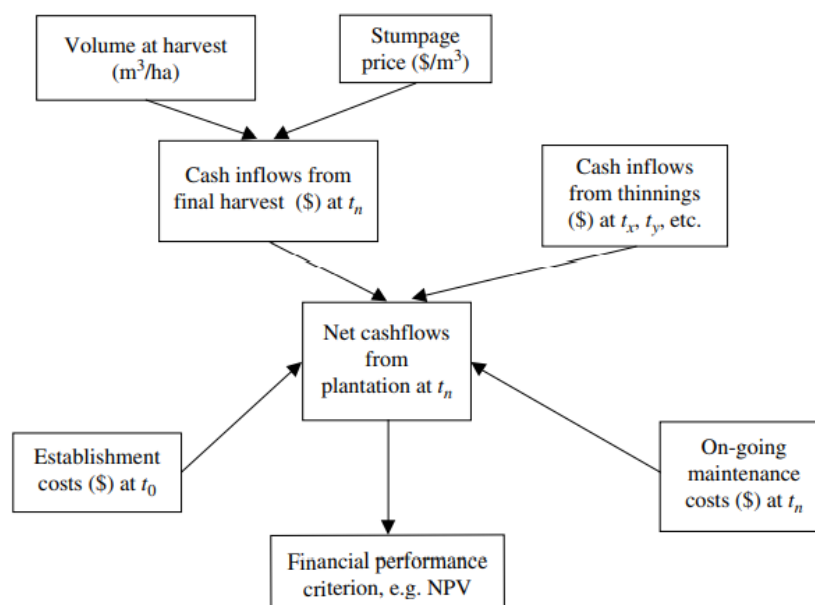 Volume at harvest
(m³/ha)
Stumpage
price ($/m³)
Cash inflows from
final harvest ($) at tₙ
Cash inflows
from thinnings
($) at tₓ, t_y, etc.
Net cashflows
from
plantation at tₙ
Establishment
costs ($) at t₀
On-going
maintenance
costs ($) at tₙ
Financial performance
criterion, e.g. NPV